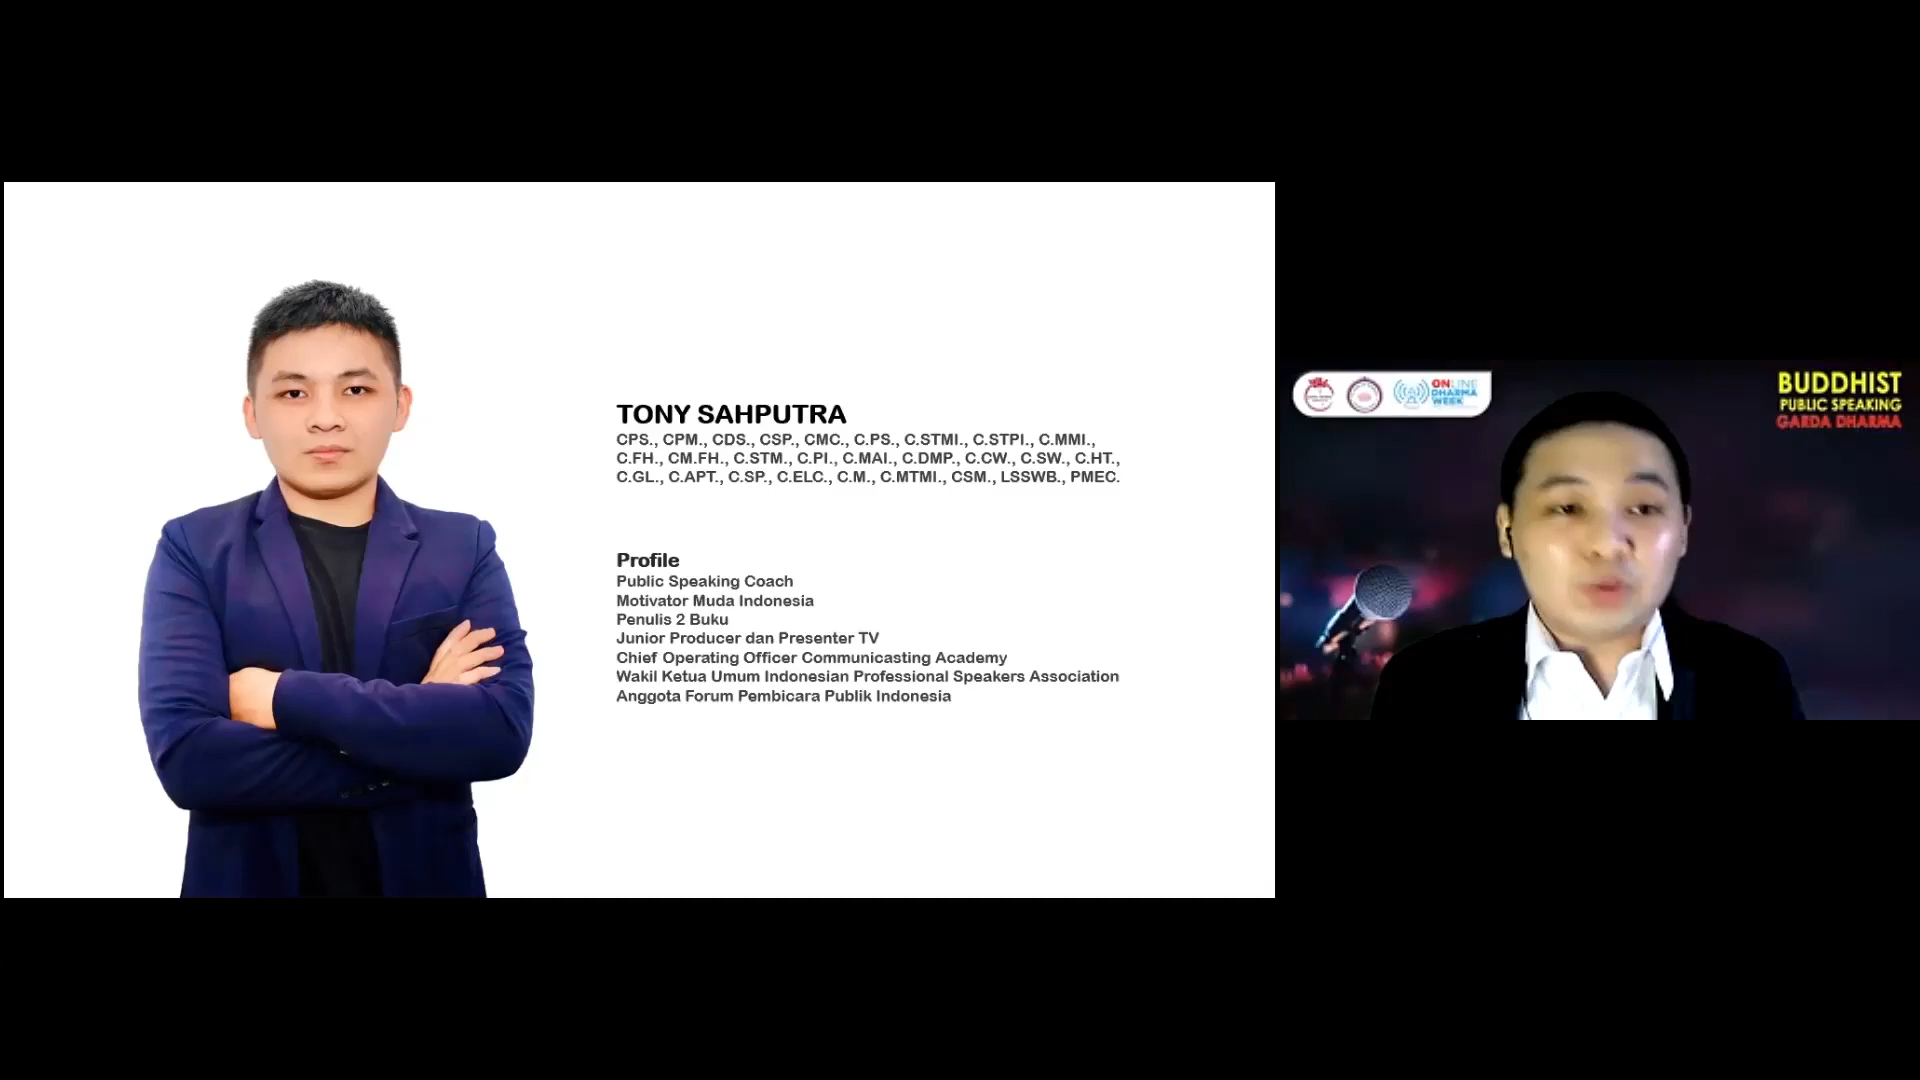 TONY SAHPUTRA
CPS., CPM., CDS., CSP., CMC., C.PS., C.STMI., C.STPI., C.MMI.,
C.FH., CM.FH., C.STM., C.PI., C.MAI., C.DMP., C.CW., C.SW., C.HT.,
C.GL., C.APT., C.SP., C.ELC., C.M., C.MTMI., CSM., LSSWB., PMEC.
Profile
Public Speaking Coach
Motivator Muda Indonesia
Penulis 2 Buku
Junior Producer dan Presenter TV
Chief Operating Officer Communicasting Academy
Wakil Ketua Umum Indonesian Professional Speakers Association
Anggota Forum Pembicara Publik Indonesia
ONLINE
DHARMA
WEEK
BUDDHIST
PUBLIC SPEAKING
GARDA DHARMA